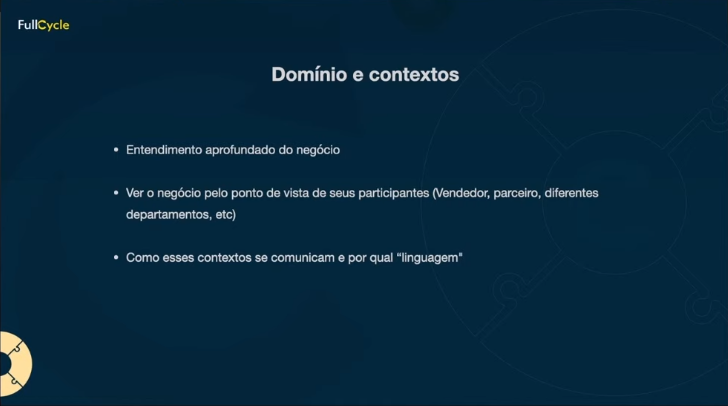 FullCycle
Domínio e contextos
• Entendimento aprofundado do negócio
• Ver o negócio pelo ponto de vista de seus participantes (Vendedor, parceiro, diferentes
departamentos, etc)
• Como esses contextos se comunicam e por qual “linguagem"